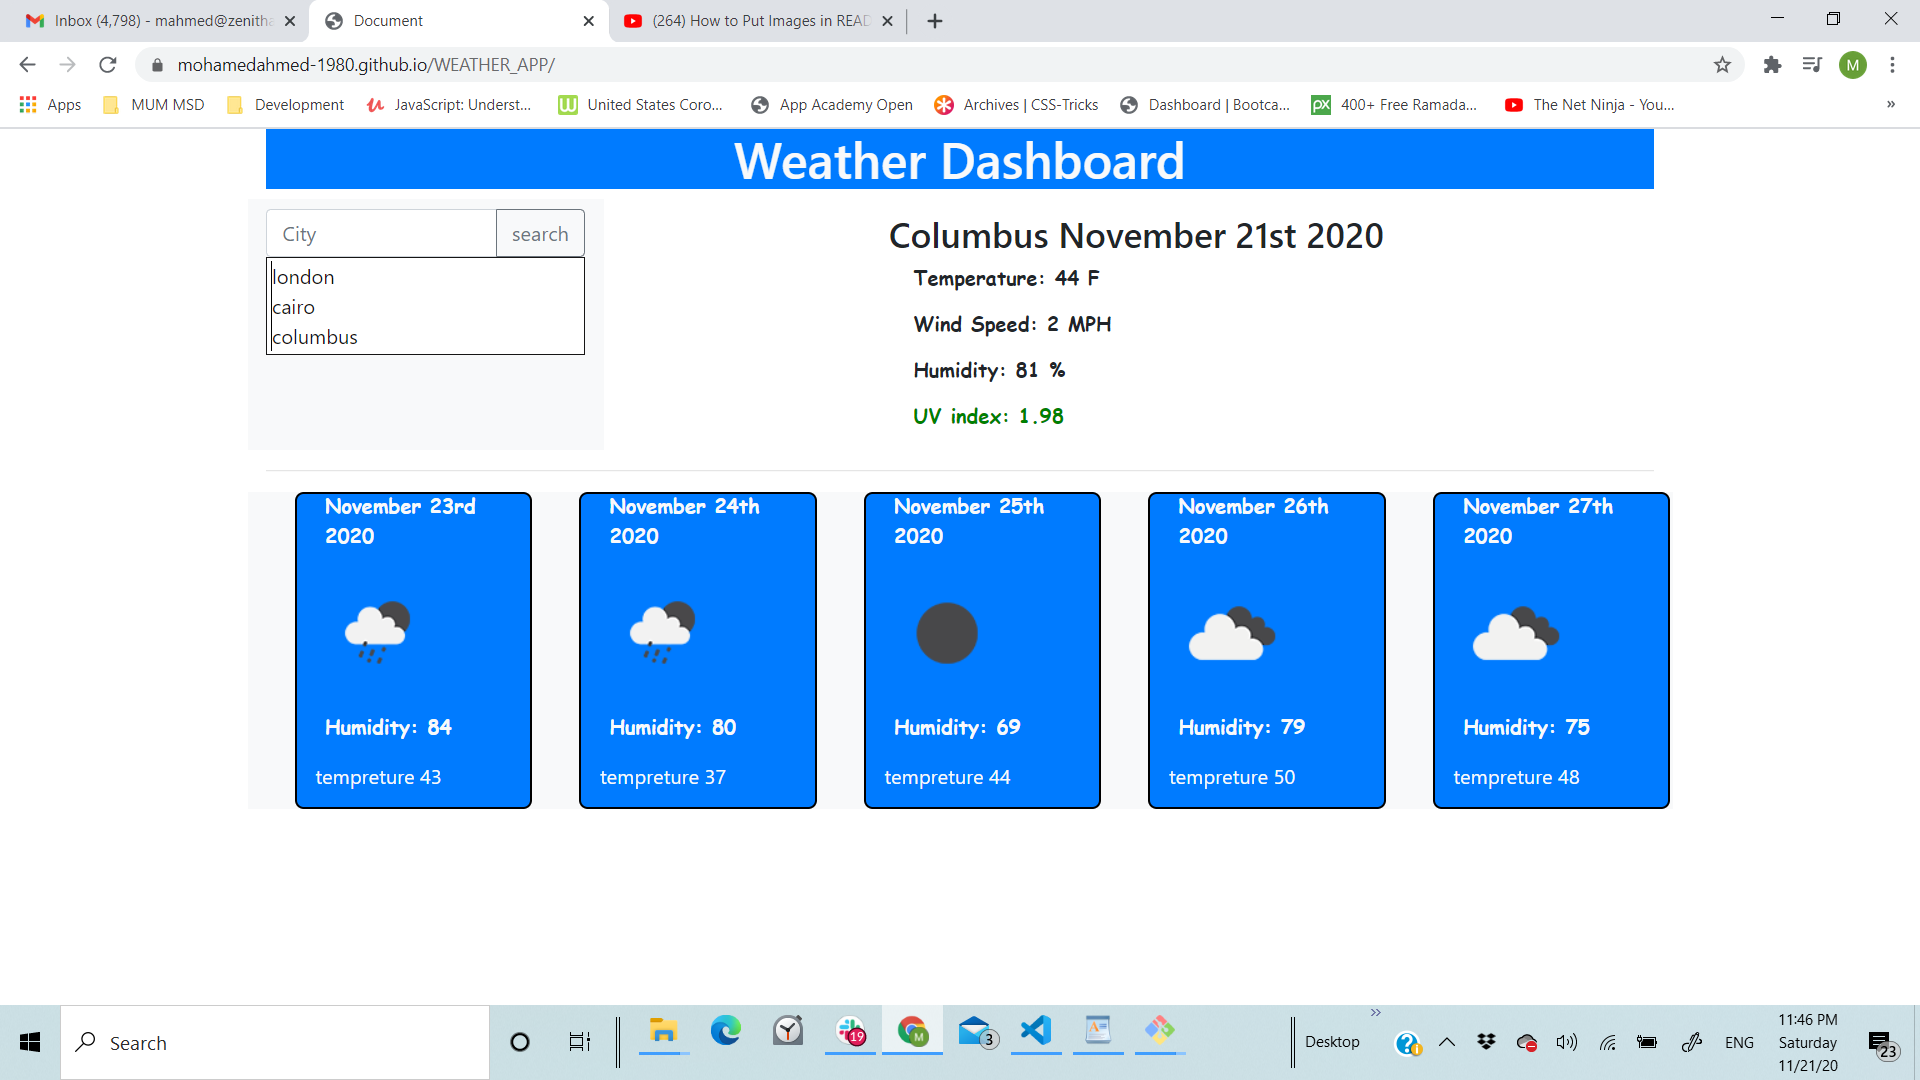 Inbox (4,798) - mahmed@zenitha
Document
(264) How to Put Images in READ
mohamedahmed-1980.github.io/WEATHER_APP/
M
Apps
MUM MSD
Development
JavaScript: Underst...
United States Coro...
App Academy Open
Archives | CSS-Tricks
Dashboard | Bootca...
400+ Free Ramada...
The Net Ninja - You...
»
Weather Dashboard
City
search
london
cairo
columbus
Columbus November 21st 2020
Temperature: 44 F
Wind Speed: 2 MPH
Humidity: 81 %
UV index: 1.98
November 23rd
2020
Humidity: 84
tempreture 43
November 24th
2020
Humidity: 80
tempreture 37
November 25th
2020
Humidity: 69
tempreture 44
November 26th
2020
Humidity: 79
tempreture 50
November 27th
2020
Humidity: 75
tempreture 48
Search
19
M
3
Desktop
»
ENG
11:46 PM
Saturday
11/21/20
23